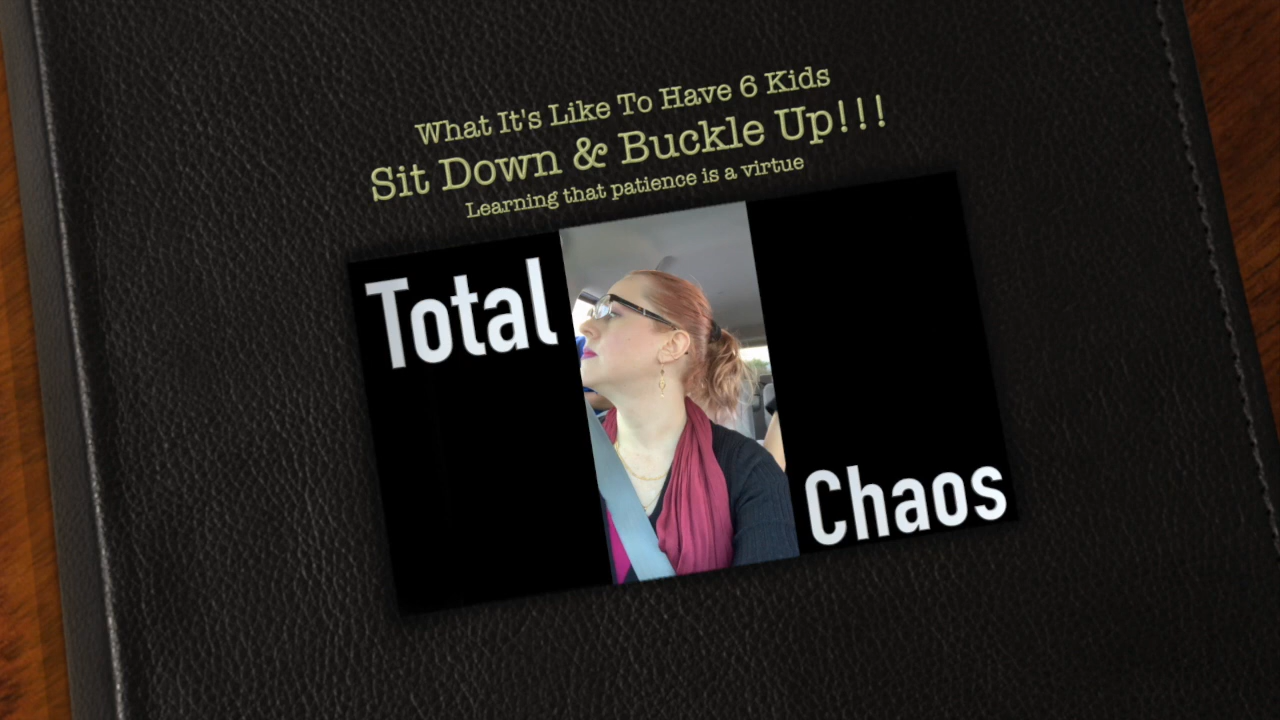 What It's Like To Have 6 Kids
Sit Down & Buckle Up!!!
Learning that patience is a virtue
Total
Chaos